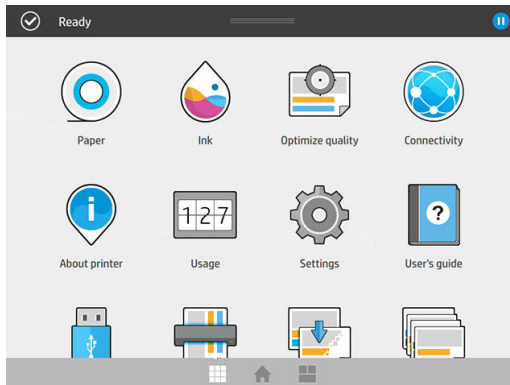 Ready
Paper
Ink
Optimize quality
Connectivity
i
127
?
About printer
Usage
Settings
User's guide